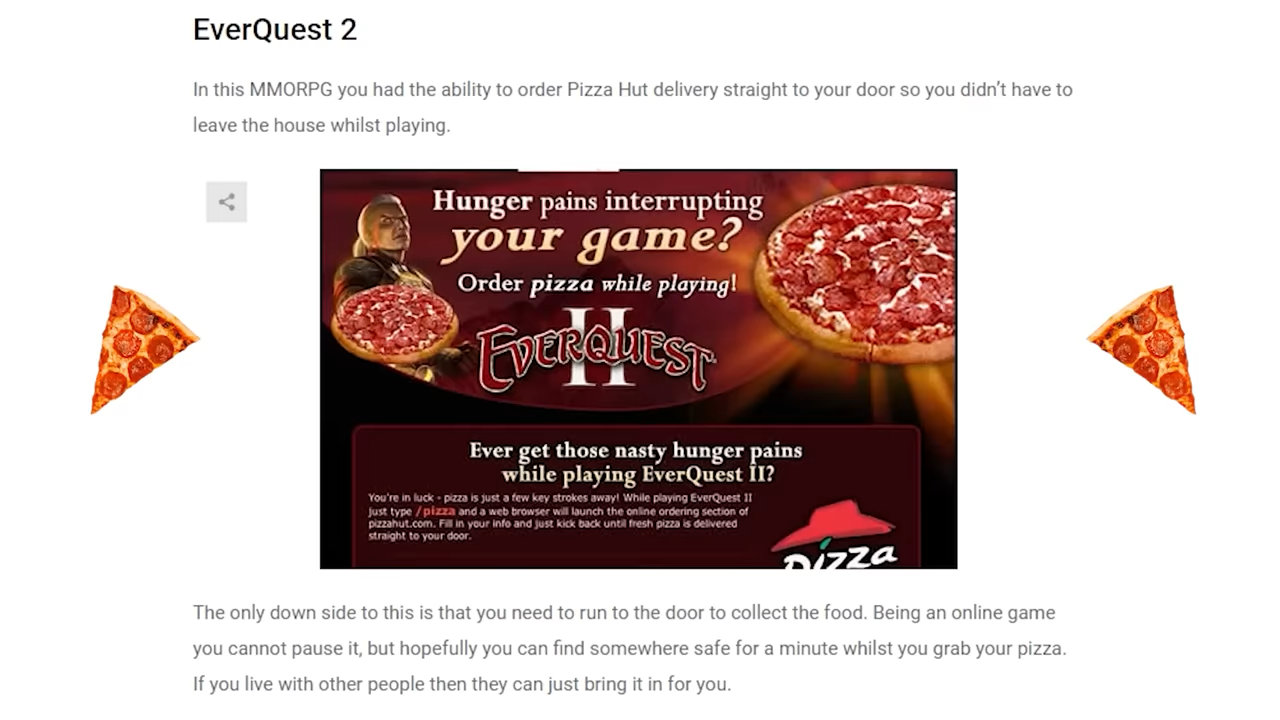 EverQuest 2
In this MMORPG you had the ability to order Pizza Hut delivery straight to your door so you didn’t have to
leave the house whilst playing.
Hunger pains interrupting
your game?
Order pizza while playing!
EVERQUEST
II
Ever get those nasty hunger pains
while playing EverQuest II?
You're in luck - pizza is just a few key strokes away! While playing EverQuest II
just type /pizza and a web browser will launch the online ordering section of
pizzahut.com. Fill in your info and just kick back until fresh pizza is delivered
straight to your door.
Pizza
The only down side to this is that you need to run to the door to collect the food. Being an online game
you cannot pause it, but hopefully you can find somewhere safe for a minute whilst you grab your pizza.
If you live with other people then they can just bring it in for you.